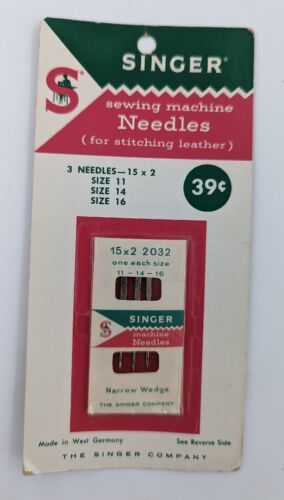 SINGER*
S*
sewing machine
Needles
(for stitching leather)
3 NEEDLES—15 x 2
SIZE 11
SIZE 14
SIZE 16
39¢
15x2 2032
one each size
11-14-16
S
SINGER
machine
Needles
Narrow Wedge
THE SINGER COMPANY
Made in West Germany
See Reverse Side
THE SINGER COMPANY